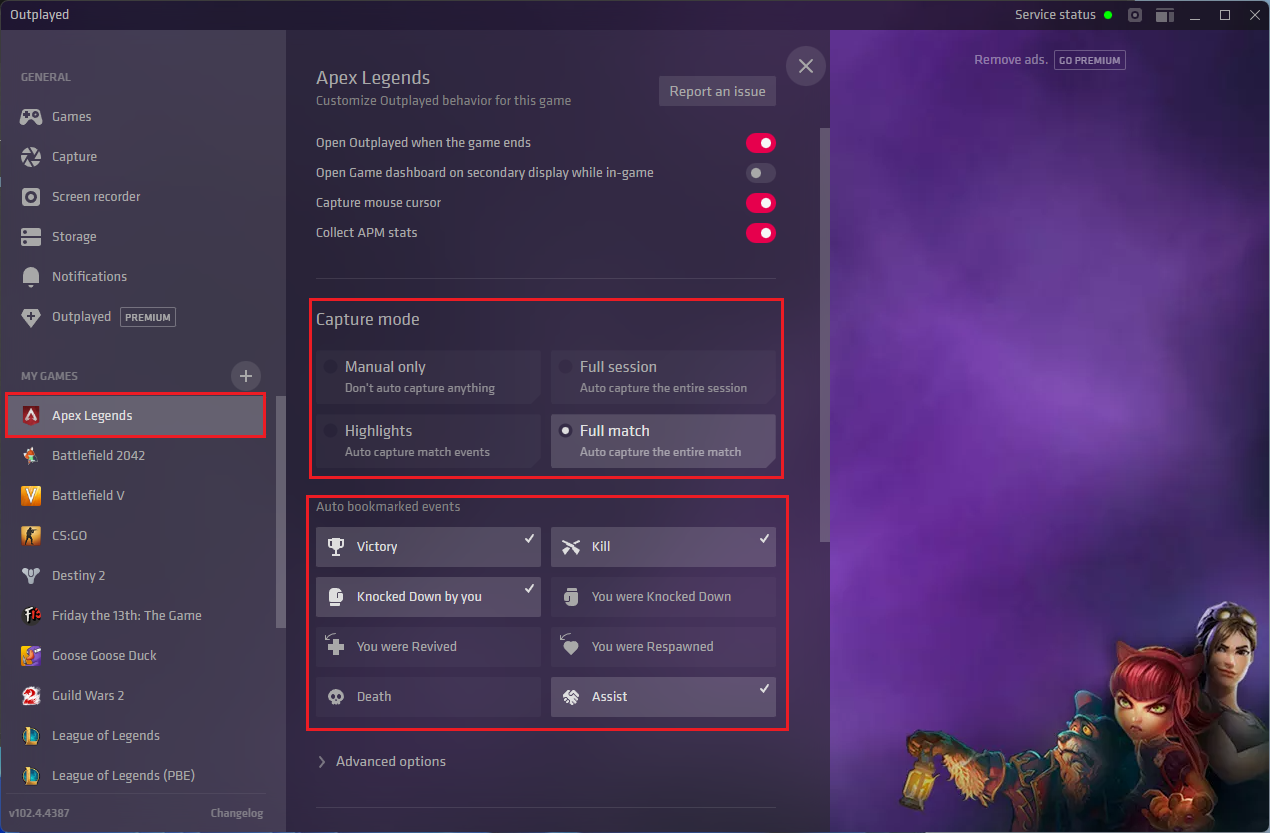 Outplayed
Service status
GENERAL
Games
Capture
Screen recorder
Storage
Notifications
Outplayed PREMIUM
MY GAMES
Apex Legends
Battlefield 2042
Battlefield V
CS:GO
Destiny 2
Friday the 13th: The Game
Goose Goose Duck
Guild Wars 2
League of Legends
League of Legends (PBE)
v102.4.4387
Changelog
Apex Legends
Customize Outplayed behavior for this game
Report an issue
Open Outplayed when the game ends
Open Game dashboard on secondary display while in-game
Capture mouse cursor
Collect APM stats
Capture mode
Manual only
Don't auto capture anything
Full session
Auto capture the entire session
Highlights
Auto capture match events
Full match
Auto capture the entire match
Auto bookmarked events
Victory
Kill
Knocked Down by you
You were Knocked Down
You were Revived
You were Respawned
Death
Assist
Advanced options
Remove ads. GO PREMIUM